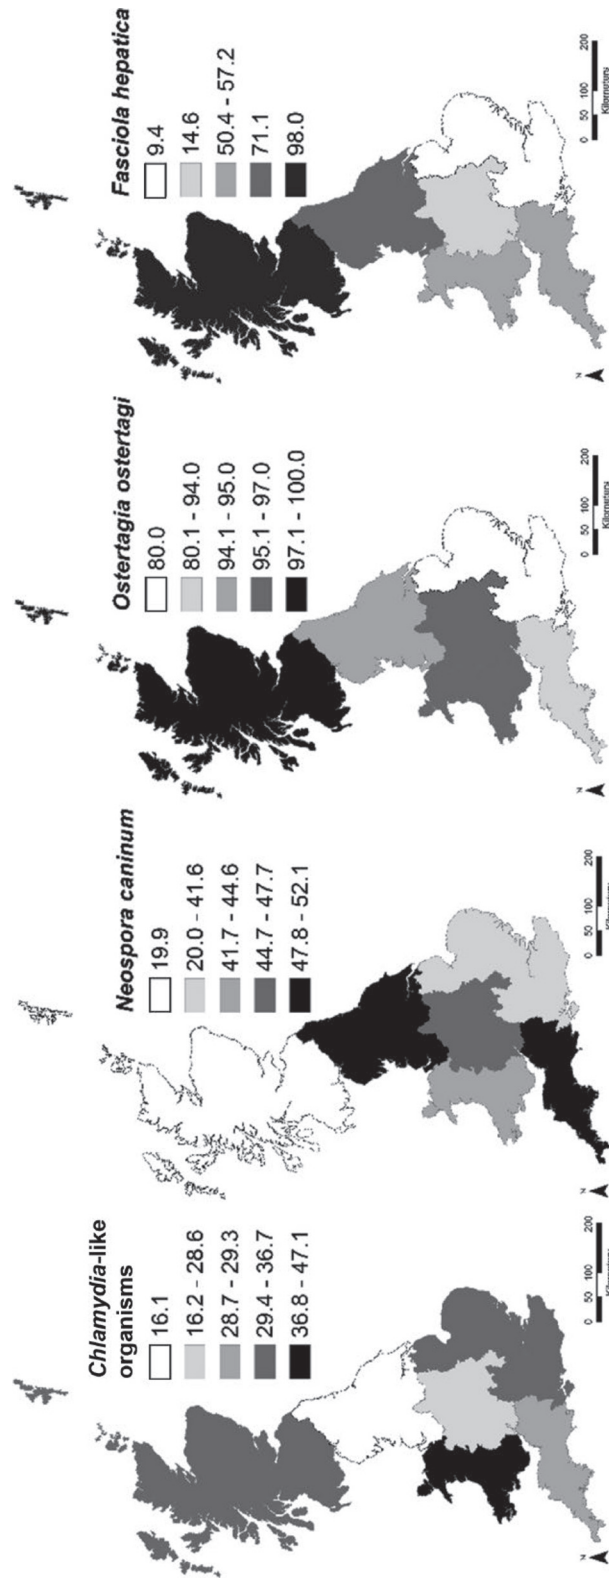 Chlamydia-like
organisms
16.1
16.2 - 28.6
28.7 - 29.3
29.4 - 36.7
36.8 - 47.1
N
0 50 100 200
Kilometers
Neospora caninum
19.9
20.0 - 41.6
41.7 - 44.6
44.7 - 47.7
47.8 - 52.1
N
0 50 100 200
Kilometers
Ostertagia ostertagi
80.0
80.1 - 94.0
94.1 - 95.0
95.1 - 97.0
97.1 - 100.0
N
0 50 100 200
Kilometers
Fasciola hepatica
9.4
14.6
50.4 - 57.2
71.1
98.0
N
0 50 100 200
Kilometers